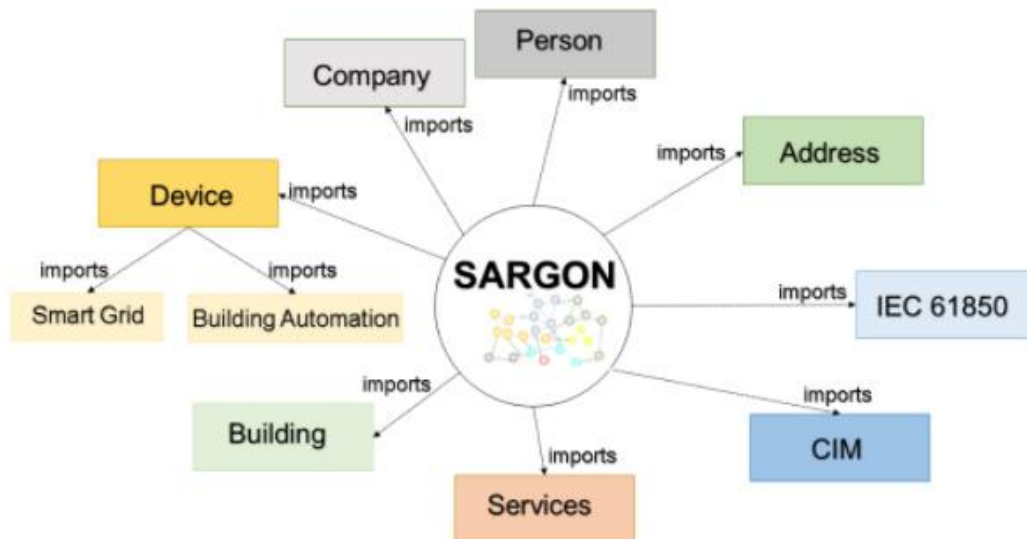 Person
Company
imports
imports
imports
Address
Device
imports
SARGON
imports
imports
Smart Grid
Building Automation
imports
IEC 61850
imports
Building
imports
CIM
imports
Services